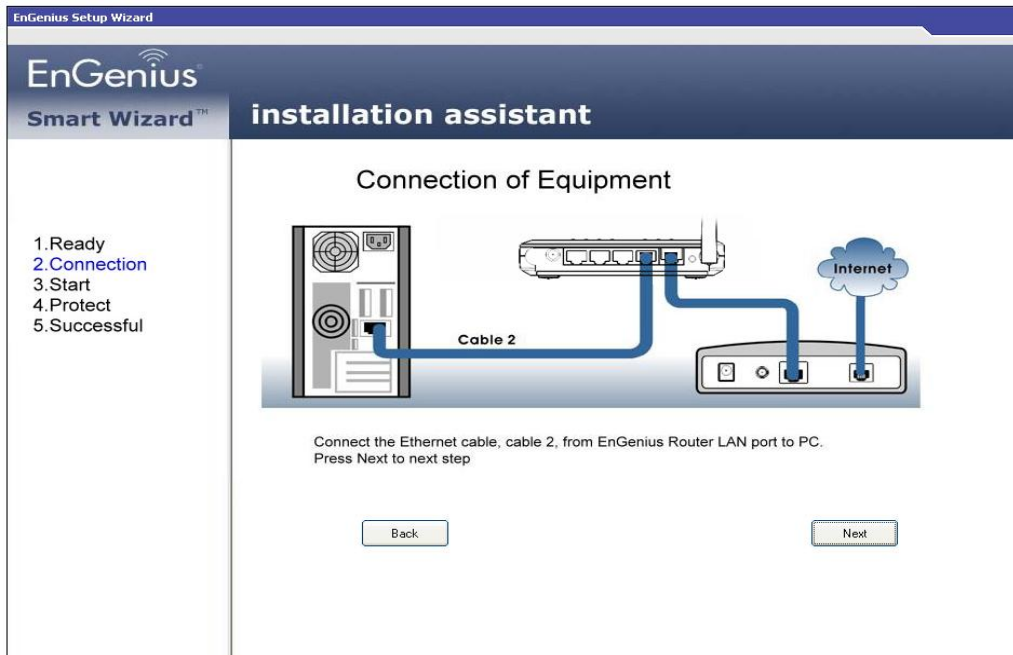 EnGenius Setup Wizard
EnGenius®
Smart Wizard™
installation assistant
Connection of Equipment
1.Ready
2.Connection
3.Start
4.Protect
5.Successful
Internet
Cable 2
Connect the Ethernet cable, cable 2, from EnGenius Router LAN port to PC.
Press Next to next step
Back
Next